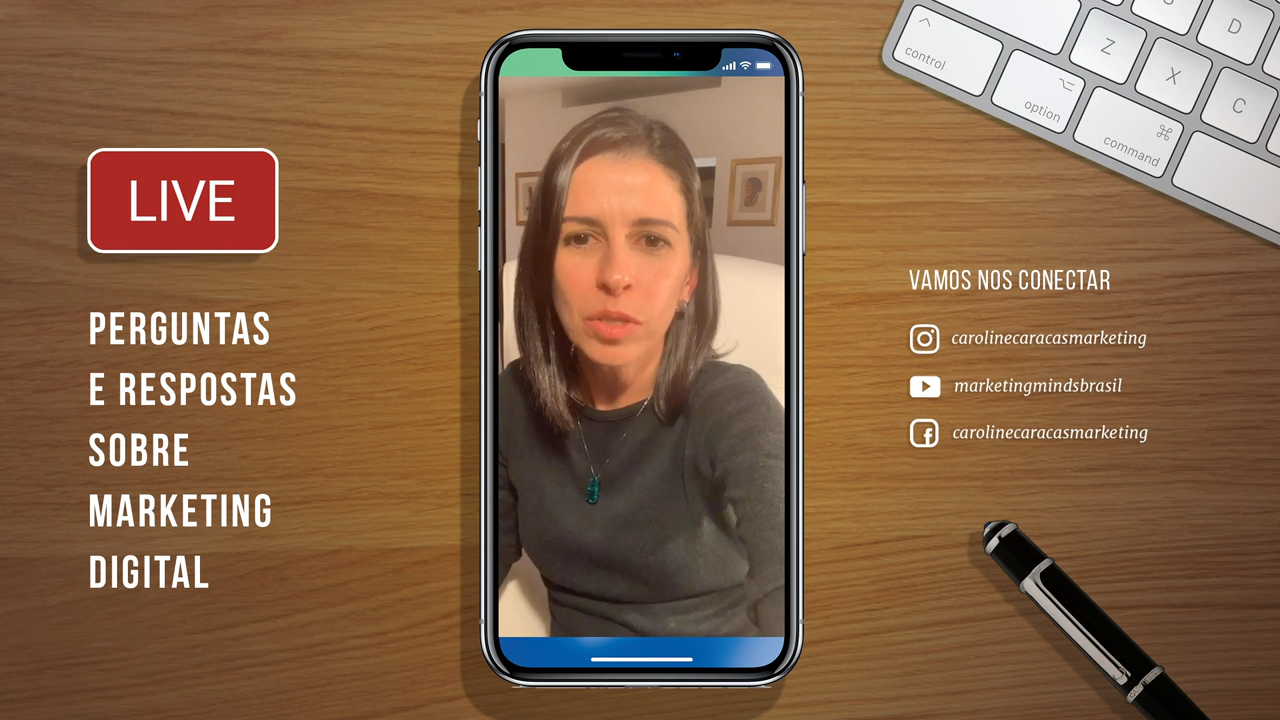 LIVE
PERGUNTAS
E RESPOSTAS
SOBRE
MARKETING
DIGITAL
VAMOS NOS CONECTAR
carolinecaracasmarketing
marketingmindsbrasil
carolinecaracasmarketing
S
D
Z
X
C
control
option
command